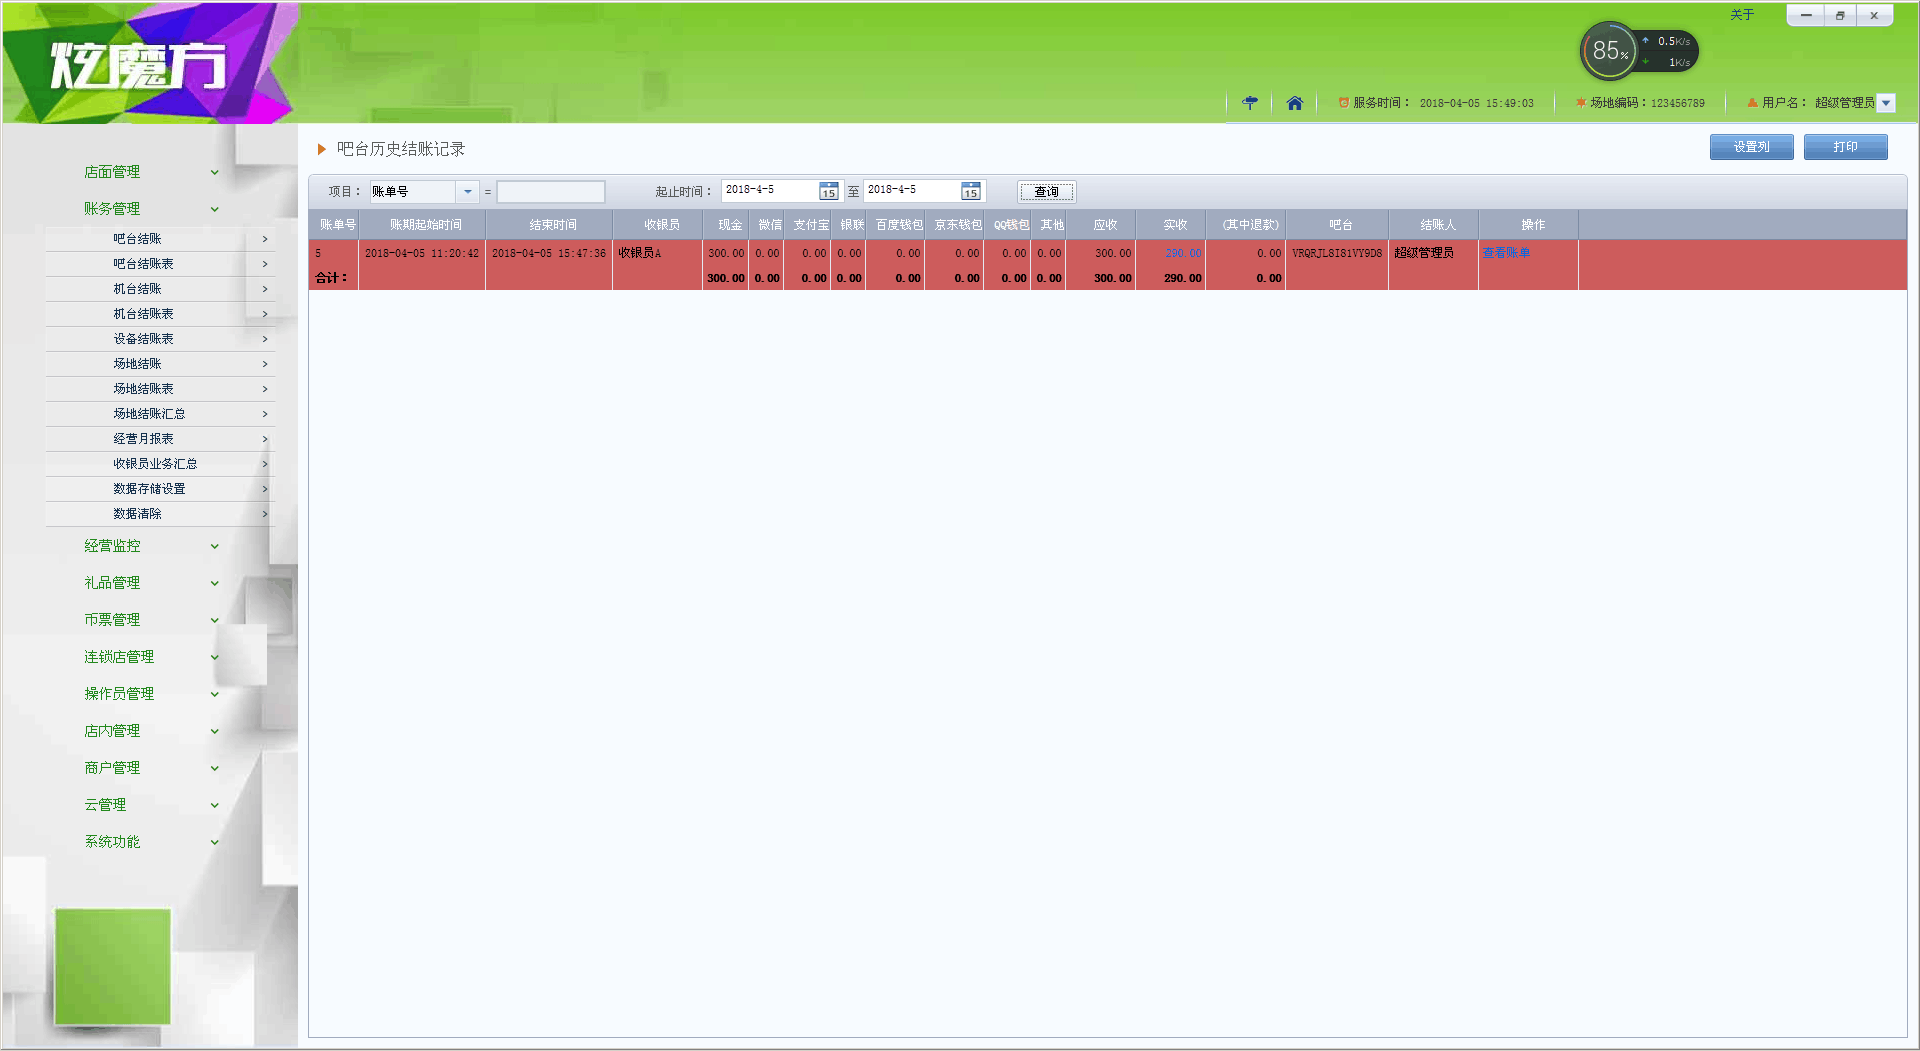 关于
炫魔方
85%
0.5K/s
1K/s
服务时间： 2018-04-05 15:49:03 场地编码：123456789 用户名： 超级管理员
吧台历史结账记录 设置列 打印
项目： 账单号 = 起止时间： 2018-4-5 15 至 2018-4-5 15 查询
账单号 账期起始时间 结束时间 收银员 现金 微信 支付宝 银联 百度钱包 京东钱包 QQ钱包 其他 应收 实收 (其中退款) 吧台 结账人 操作
5 2018-04-05 11:20:42 2018-04-05 15:47:36 收银员A 300.00 0.00 0.00 0.00 0.00 0.00 0.00 0.00 300.00 290.00 0.00 VRQRJL8I81VY9D8 超级管理员 查看账单
合计： 300.00 0.00 0.00 0.00 0.00 0.00 0.00 0.00 300.00 290.00 0.00
店面管理
账务管理
吧台结账
吧台结账表
机台结账
机台结账表
设备结账表
场地结账
场地结账表
场地结账汇总
经营月报表
收银员业务汇总
数据存储设置
数据清除
经营监控
礼品管理
币票管理
连锁店管理
操作员管理
店内管理
商户管理
云管理
系统功能